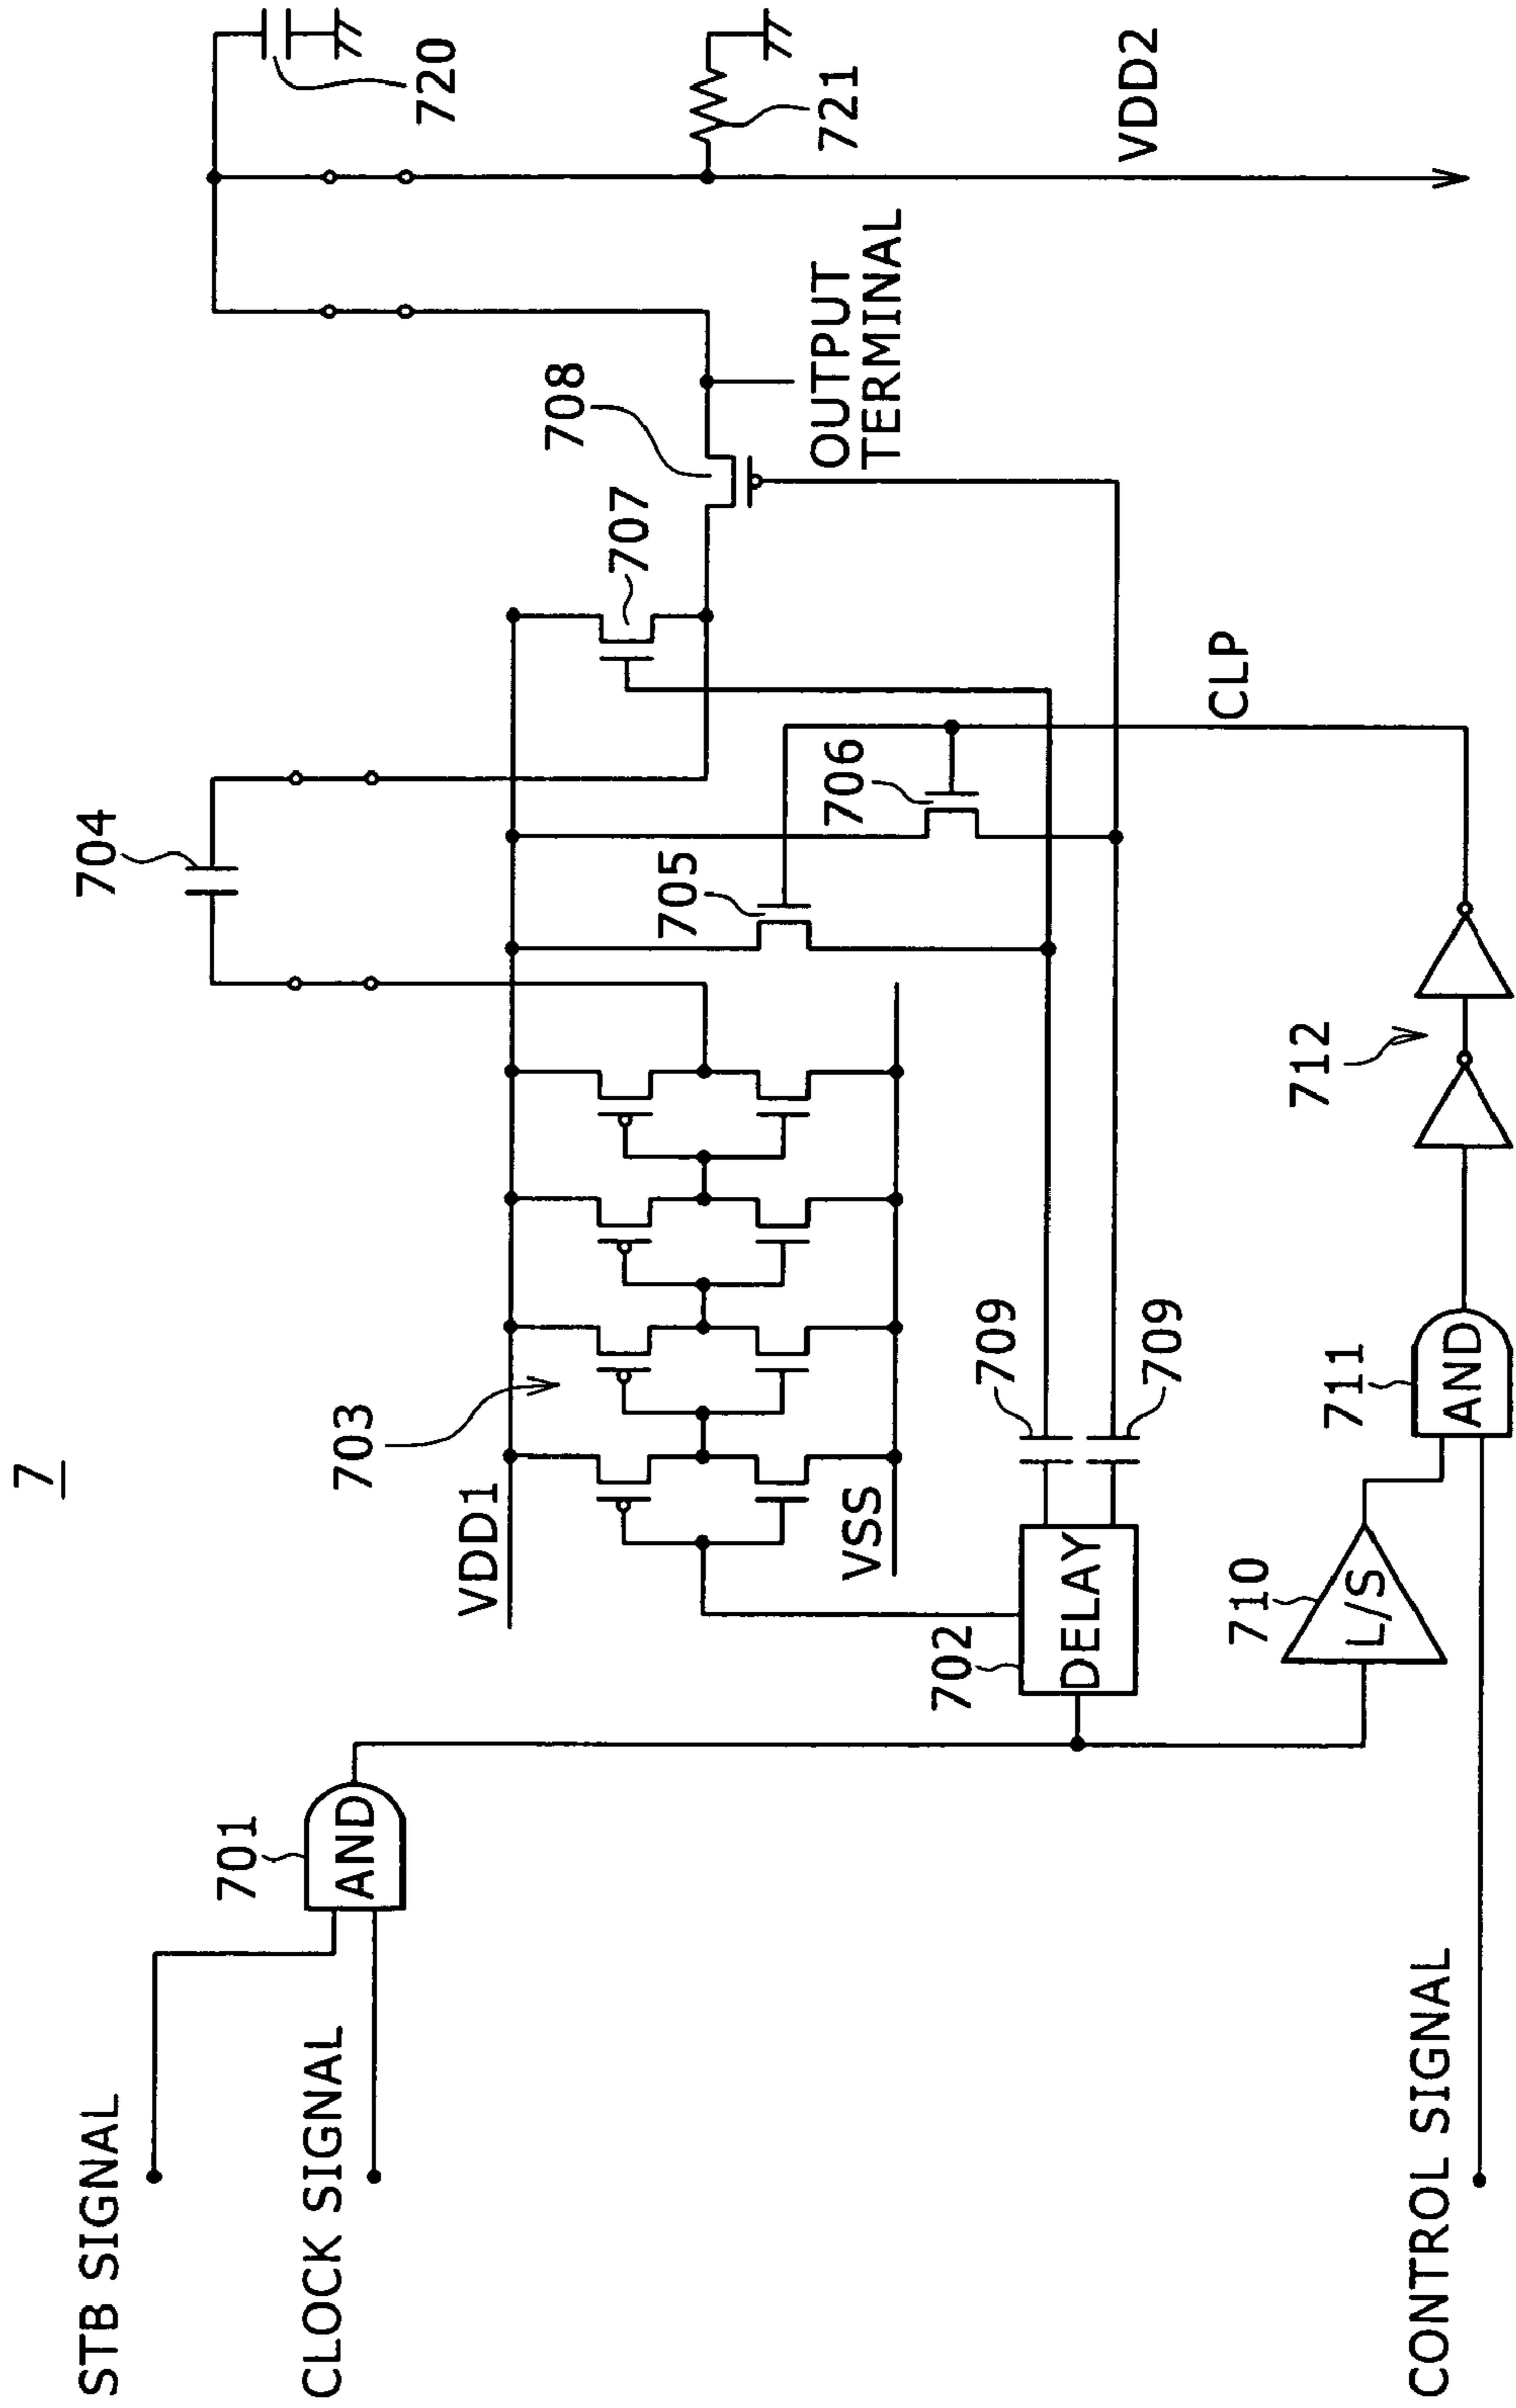 7
STB SIGNAL
CLOCK SIGNAL
701
AND
703
VDD1
VSS
704
705
706
707
708
OUTPUT
TERMINAL
720
721
VDD2
702
DELAY
709
709
CLP
710
L/S
711
AND
712
CONTROL SIGNAL